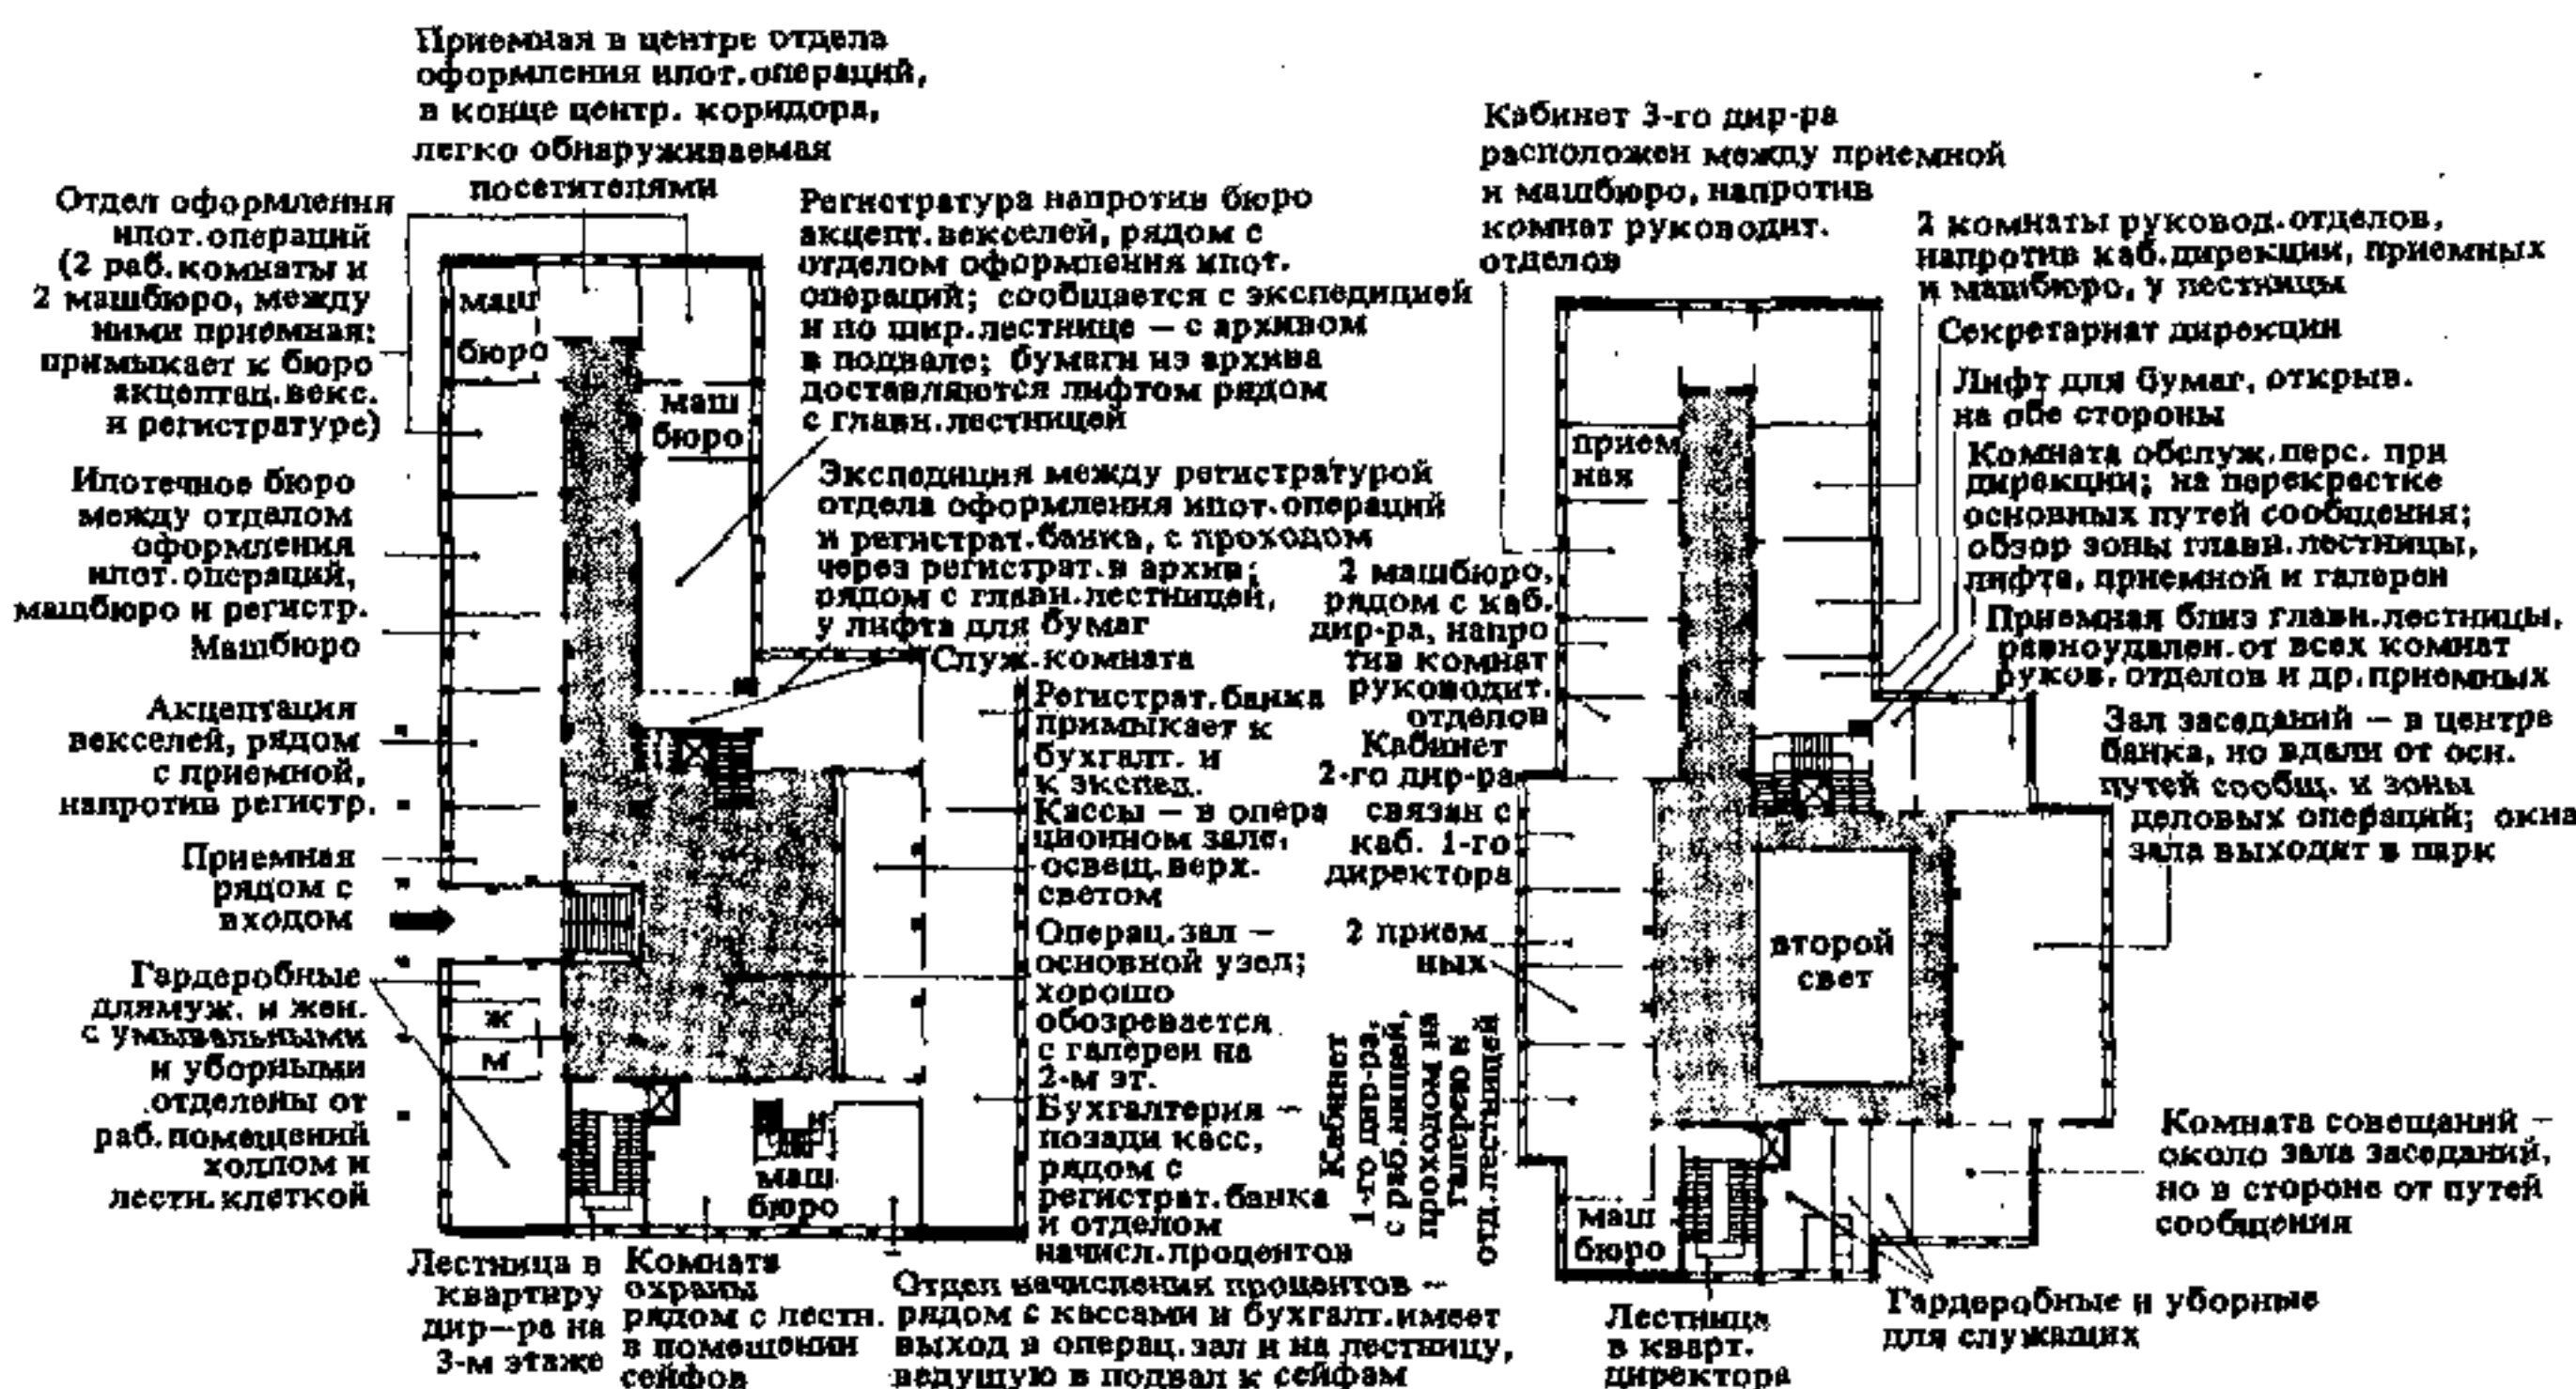 Приемная в центре отдела
оформления ипот.операций,
в конце центр. коридора,
легко обнаруживаемая
посетителями
Отдел оформления
ипот.операций
(2 раб.комнаты и
2 машбюро, между
ними приемная;
примыкает к бюро
акцептац.векс.
и регистратуре)
Ипотечное бюро
между отделом
оформления
ипот.операций,
машбюро и регистр.
Машбюро
Акцептация
векселей, рядом
с приемной,
напротив регистр.
Приемная
рядом с
входом
Гардеробные
длямуж. и жен.
с умывальными
и уборными
отделены от
раб.помещений
холлом и
лестн.клеткой
маш
бюро
маш
бюро
Ж
М
маш
бюро
Регистратура напротив бюро
акцепт.векселей, рядом с
отделом оформления ипот.
операций; сообщается с экспедицией
и по шир.лестнице — с архивом
в подвале; бумаги из архива
доставляются лифтом рядом
с главн.лестницей
Экспедиция между регистратурой
отдела оформления ипот.операций
и регистрат.банка, с проходом
через регистрат.в архив;
рядом с главн.лестницей,
у лифта для бумаг
Служ.комната
Регистрат.банка
примыкает к
бухгалт. и
к экспед.
Кассы — в опера
ционном зале,
освещ.верх.
светом
Операц.зал —
основной узел;
хорошо
обозревается
с галереи на
2-м эт.
Бухгалтерия —
позади касс,
рядом с
регистрат.банка
и отделом
начисл.процентов
Лестница в
квартиру
дир-ра на
3-м этаже
Комната
охраны
рядом с лестн.
в помещении
сейфов
Отдел начисления процентов —
рядом с кассами и бухгалт.имеет
выход в операц.зал и на лестницу,
ведущую в подвал к сейфам
Кабинет 3-го дир-ра
расположен между приемной
и машбюро, напротив
комнат руководит.
отделов
2 машбюро,
рядом с каб.
дир-ра, напро
тив комнат
руководит.
отделов
Кабинет
2-го дир-ра
связан с
каб. 1-го
директора
2 прием
ных
Кабинет
1-го дир-ра,
с раб.нишей,
проходом на
галерею и
отд.лестницей
прием
ная
второй
свет
маш
бюро
2 комнаты руковод.отделов,
напротив каб.дирекции, приемных
и машбюро, у лестницы
Секретариат дирекции
Лифт для бумаг, открыв.
на обе стороны
Комната обслуж.перс. при
дирекции; на перекрестке
основных путей сообщения;
обзор зоны главн.лестницы,
лифта, приемной и галереи
Приемная близ главн.лестницы,
равноудален.от всех комнат
руков.отделов и др.приемных
Зал заседаний — в центре
банка, но вдали от осн.
путей сообщ. и зоны
деловых операций; окна
зала выходят в парк
Комната совещаний —
около зала заседаний,
но в стороне от путей
сообщения
Гардеробные и уборные
для служащих
Лестница
в кварт.
директора